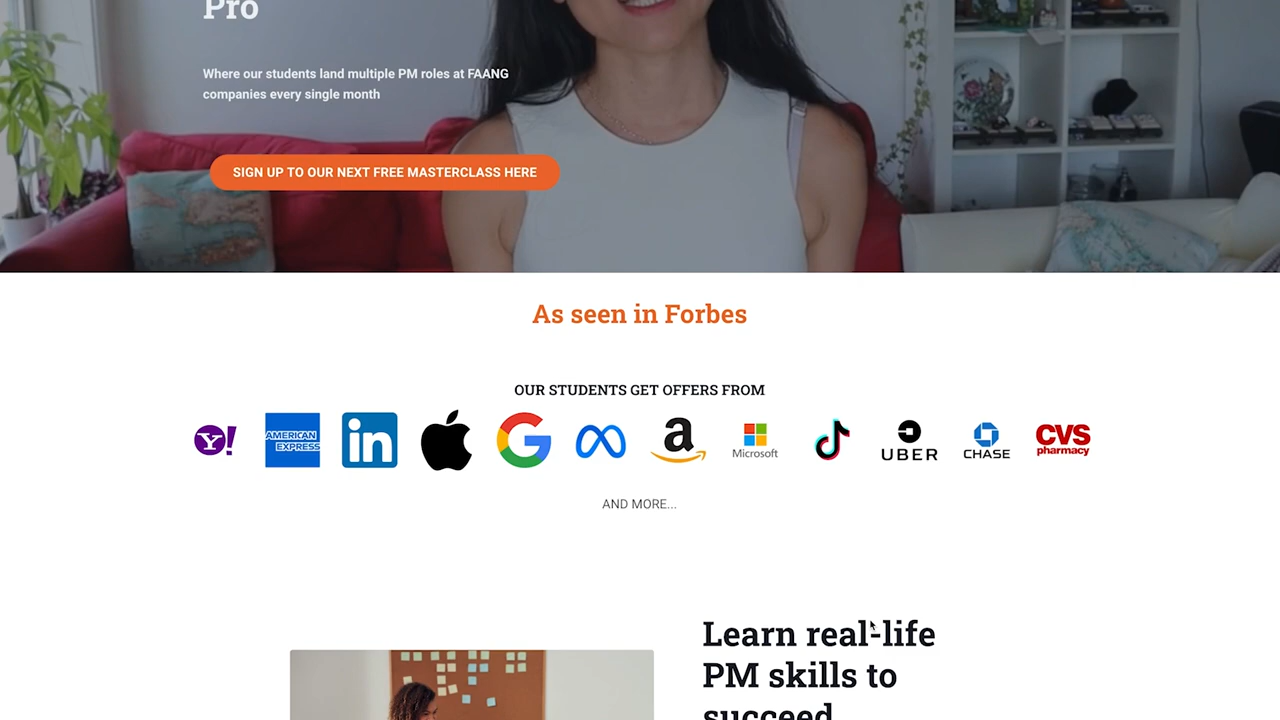 Pro
Where our students land multiple PM roles at FAANG
companies every single month
SIGN UP TO OUR NEXT FREE MASTERCLASS HERE
As seen in Forbes
OUR STUDENTS GET OFFERS FROM
Y!
AMERICAN
EXPRESS
in
G
a
Microsoft
UBER
CHASE
CVS
pharmacy
AND MORE...
Learn real-life
PM skills to
succeed